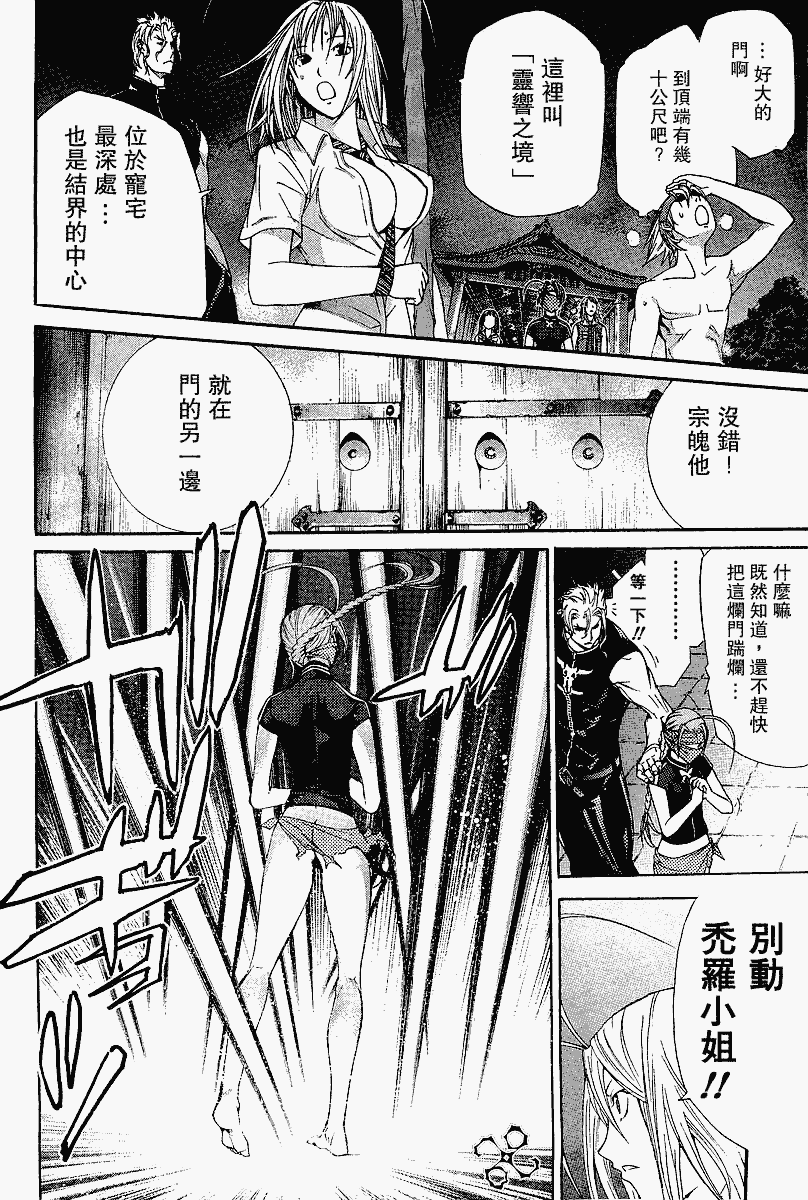 …好大的
門啊
到頂端有幾
十公尺吧？
這裡叫
「靈響之境」
位於寵宅
最深處…
也是結界的中心
沒錯！
宗魄他
就在
門的另一邊
什麼嘛
既然知道，還不趕快
把這爛門踹爛…
………
等一下!!
別動
禿羅小姐!!